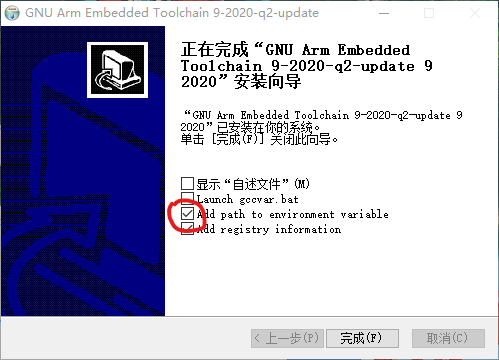 GNU Arm Embedded Toolchain 9-2020-q2-update
正在完成“GNU Arm Embedded
Toolchain 9-2020-q2-update 9
2020”安装向导
“GNU Arm Embedded Toolchain 9-2020-q2-update 9
2020”已安装在你的系统。
单击 [完成(F)] 关闭此向导。
显示“自述文件”(M)
Launch gccvar.bat
Add path to environment variable
Add registry information
< 上一步(P)
完成(F)
取消(C)